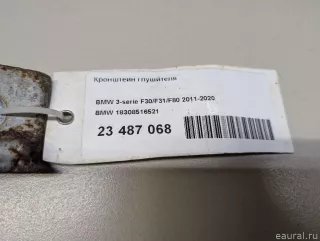 Кронштейн глушителя
BMW 3-serie F30/F31/F80 2011-2020
BMW 18308516521
23 487 068
© eaural.ru